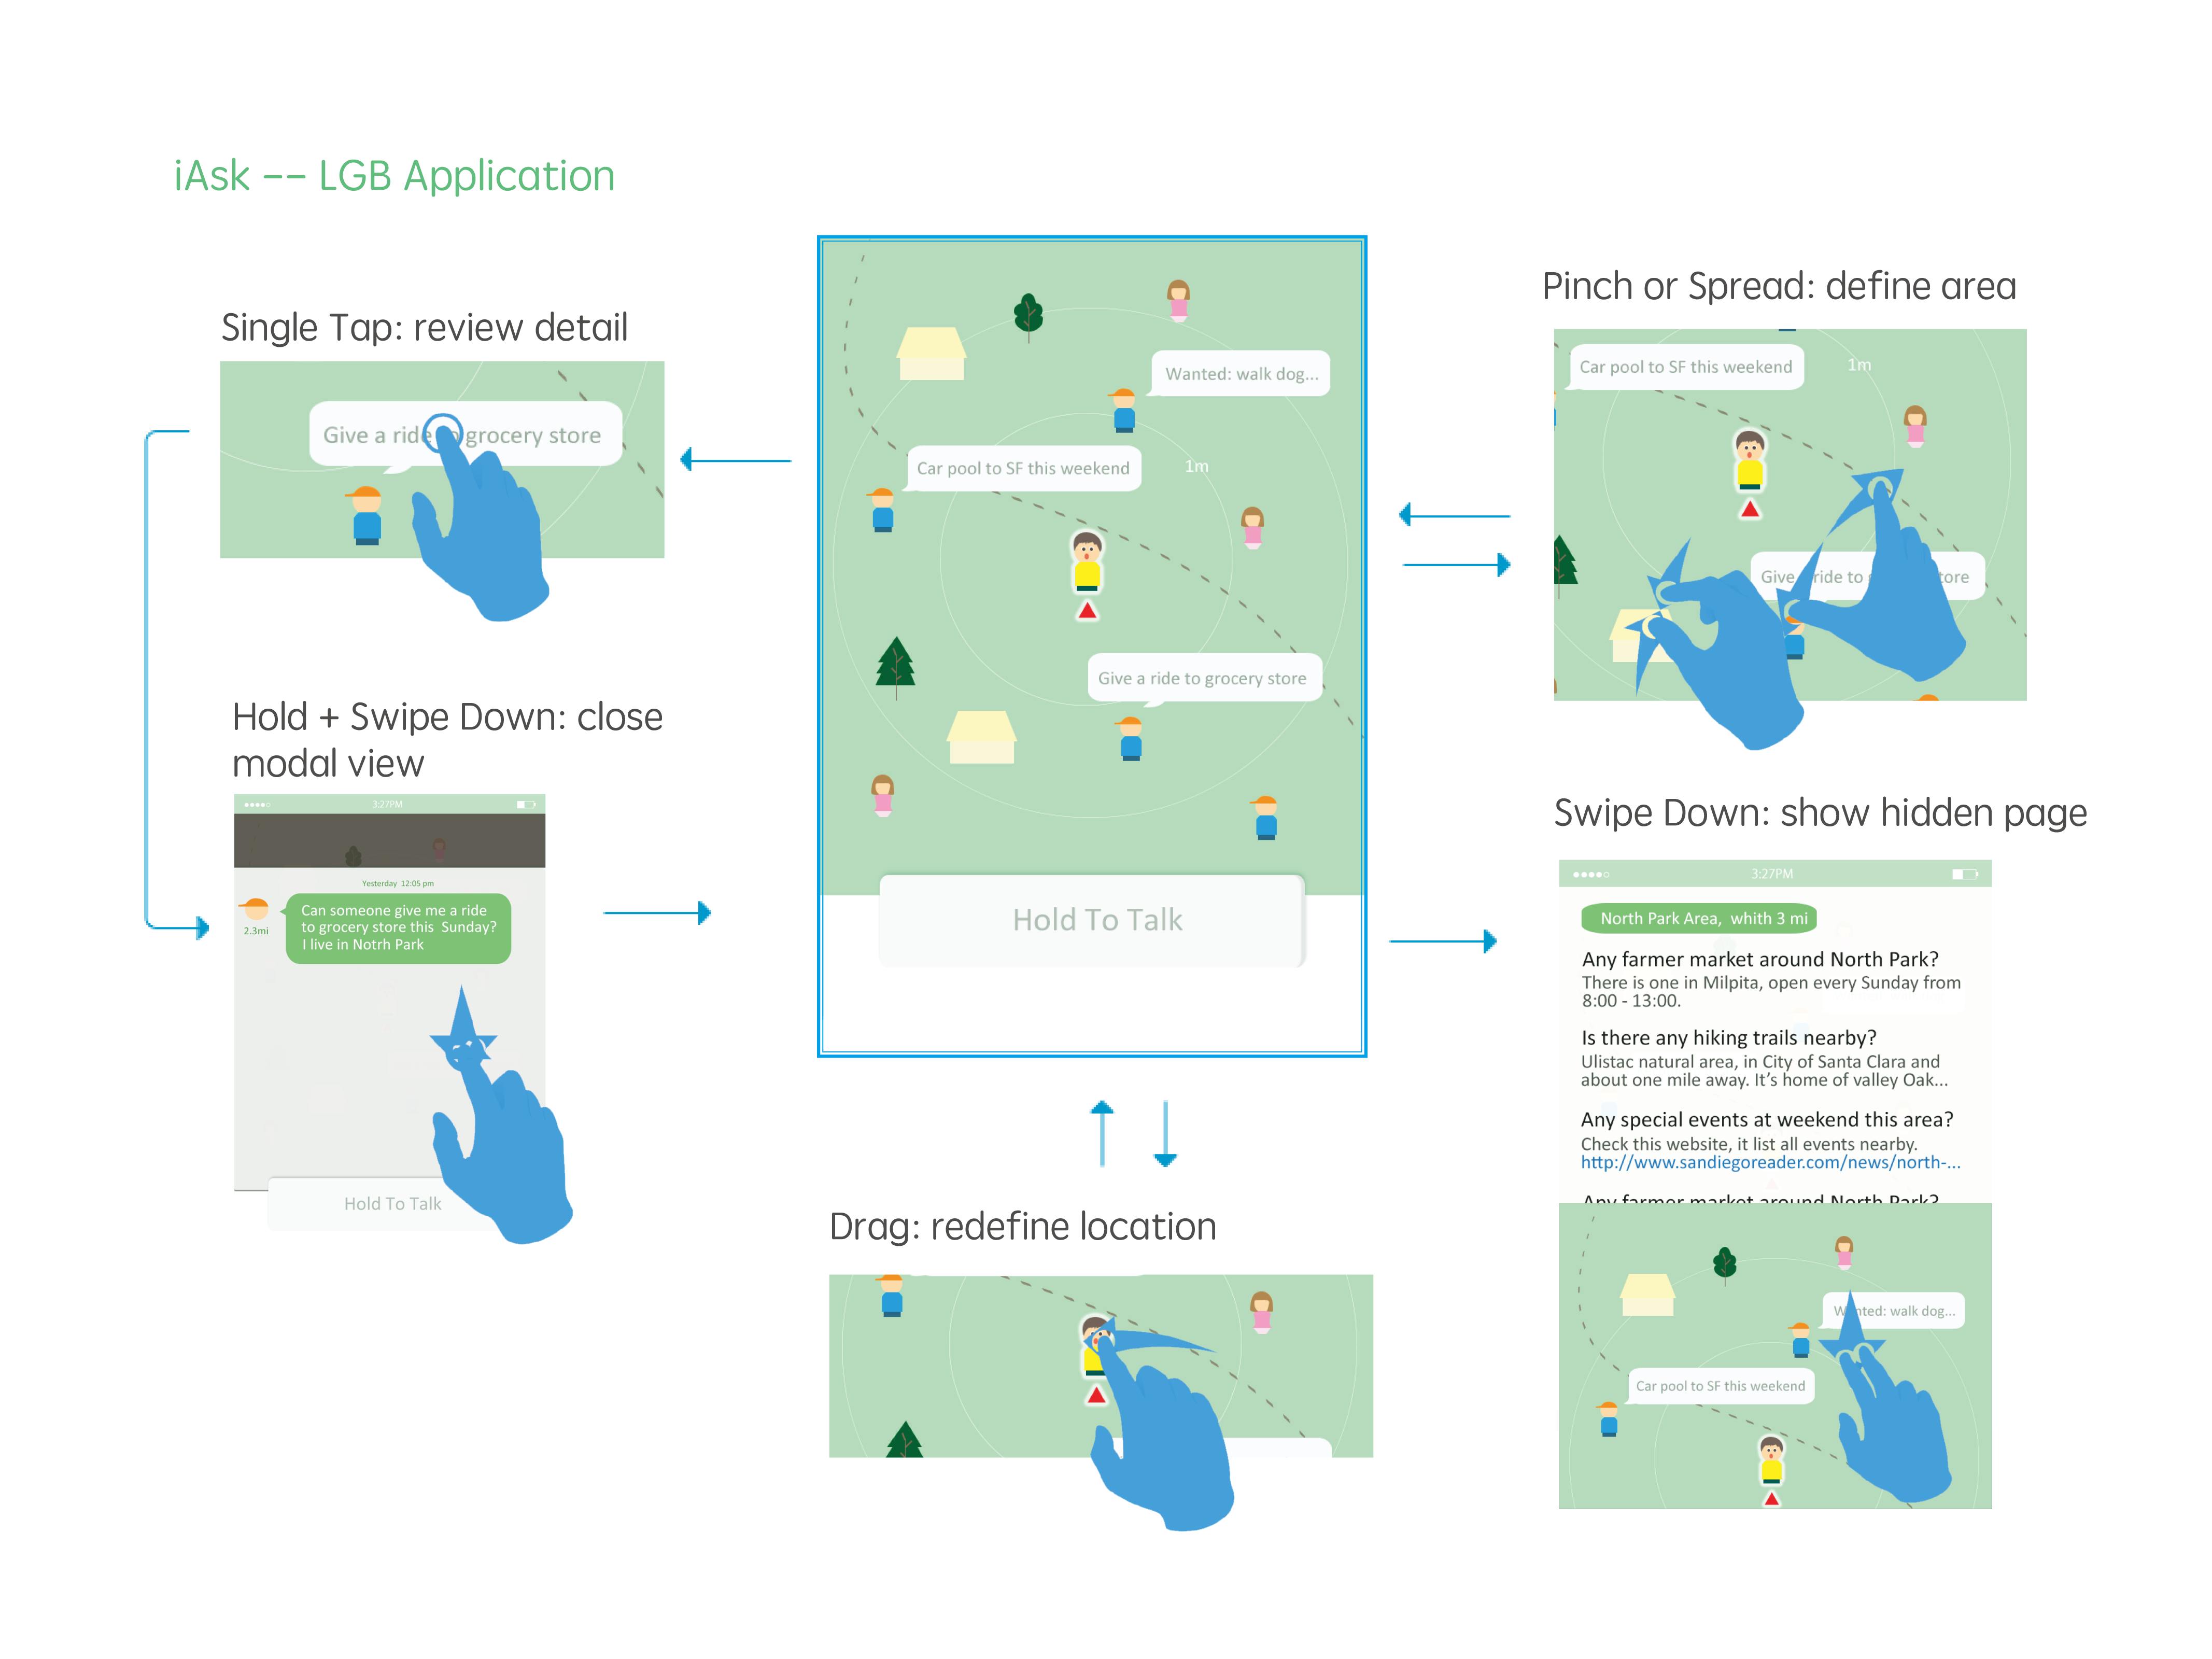 iAsk -- LGB Application
Single Tap: review detail
Give a ride grocery store
Hold + Swipe Down: close
modal view
3:27PM
Yesterday 12:05 pm
Can someone give me a ride
to grocery store this Sunday?
I live in Notrh Park
2.3mi
Hold To Talk
Wanted: walk dog...
Car pool to SF this weekend
1m
Give a ride to grocery store
Hold To Talk
Drag: redefine location
Pinch or Spread: define area
Car pool to SF this weekend
1m
Give ride to tore
Swipe Down: show hidden page
3:27PM
North Park Area, whith 3 mi
Any farmer market around North Park?
There is one in Milpita, open every Sunday from
8:00 - 13:00.
Is there any hiking trails nearby?
Ulistac natural area, in City of Santa Clara and
about one mile away. It's home of valley Oak...
Any special events at weekend this area?
Check this website, it list all events nearby.
http://www.sandiegoreader.com/news/north-...
Any farmer market around North Park?
Wanted: walk dog...
Car pool to SF this weekend